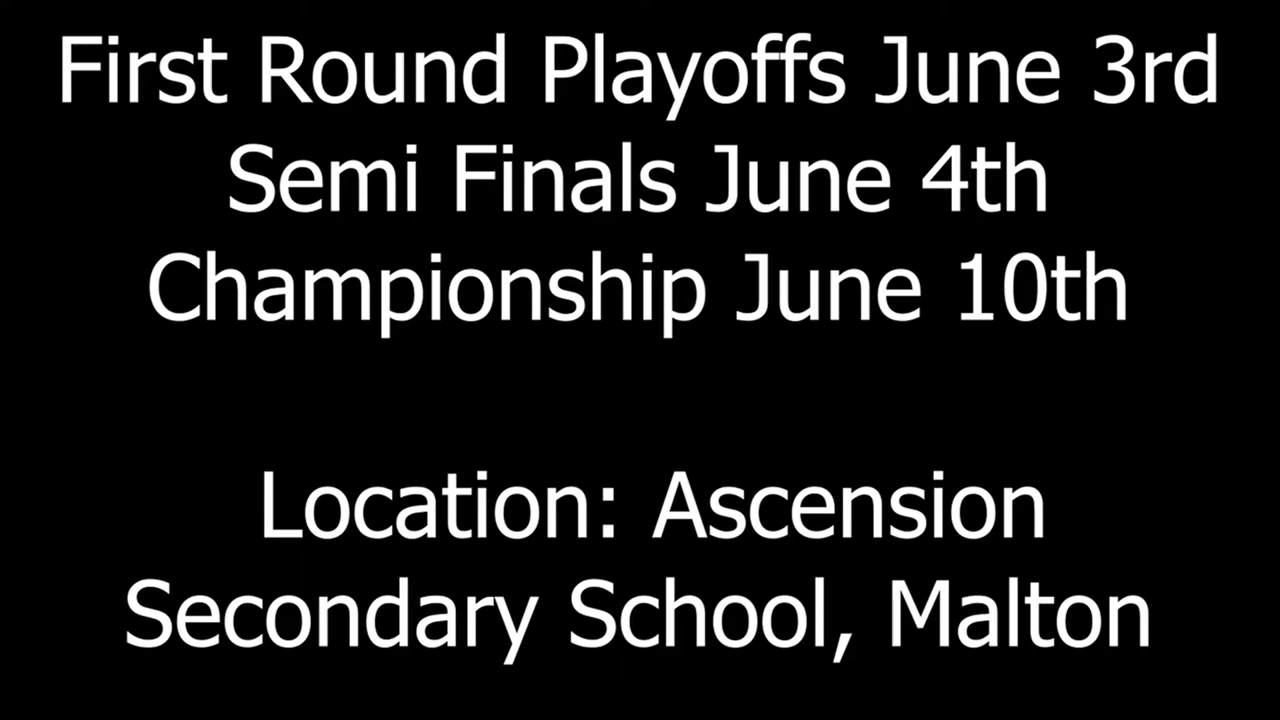 First Round Playoffs June 3rd
Semi Finals June 4th
Championship June 10th
Location: Ascension
Secondary School, Malton